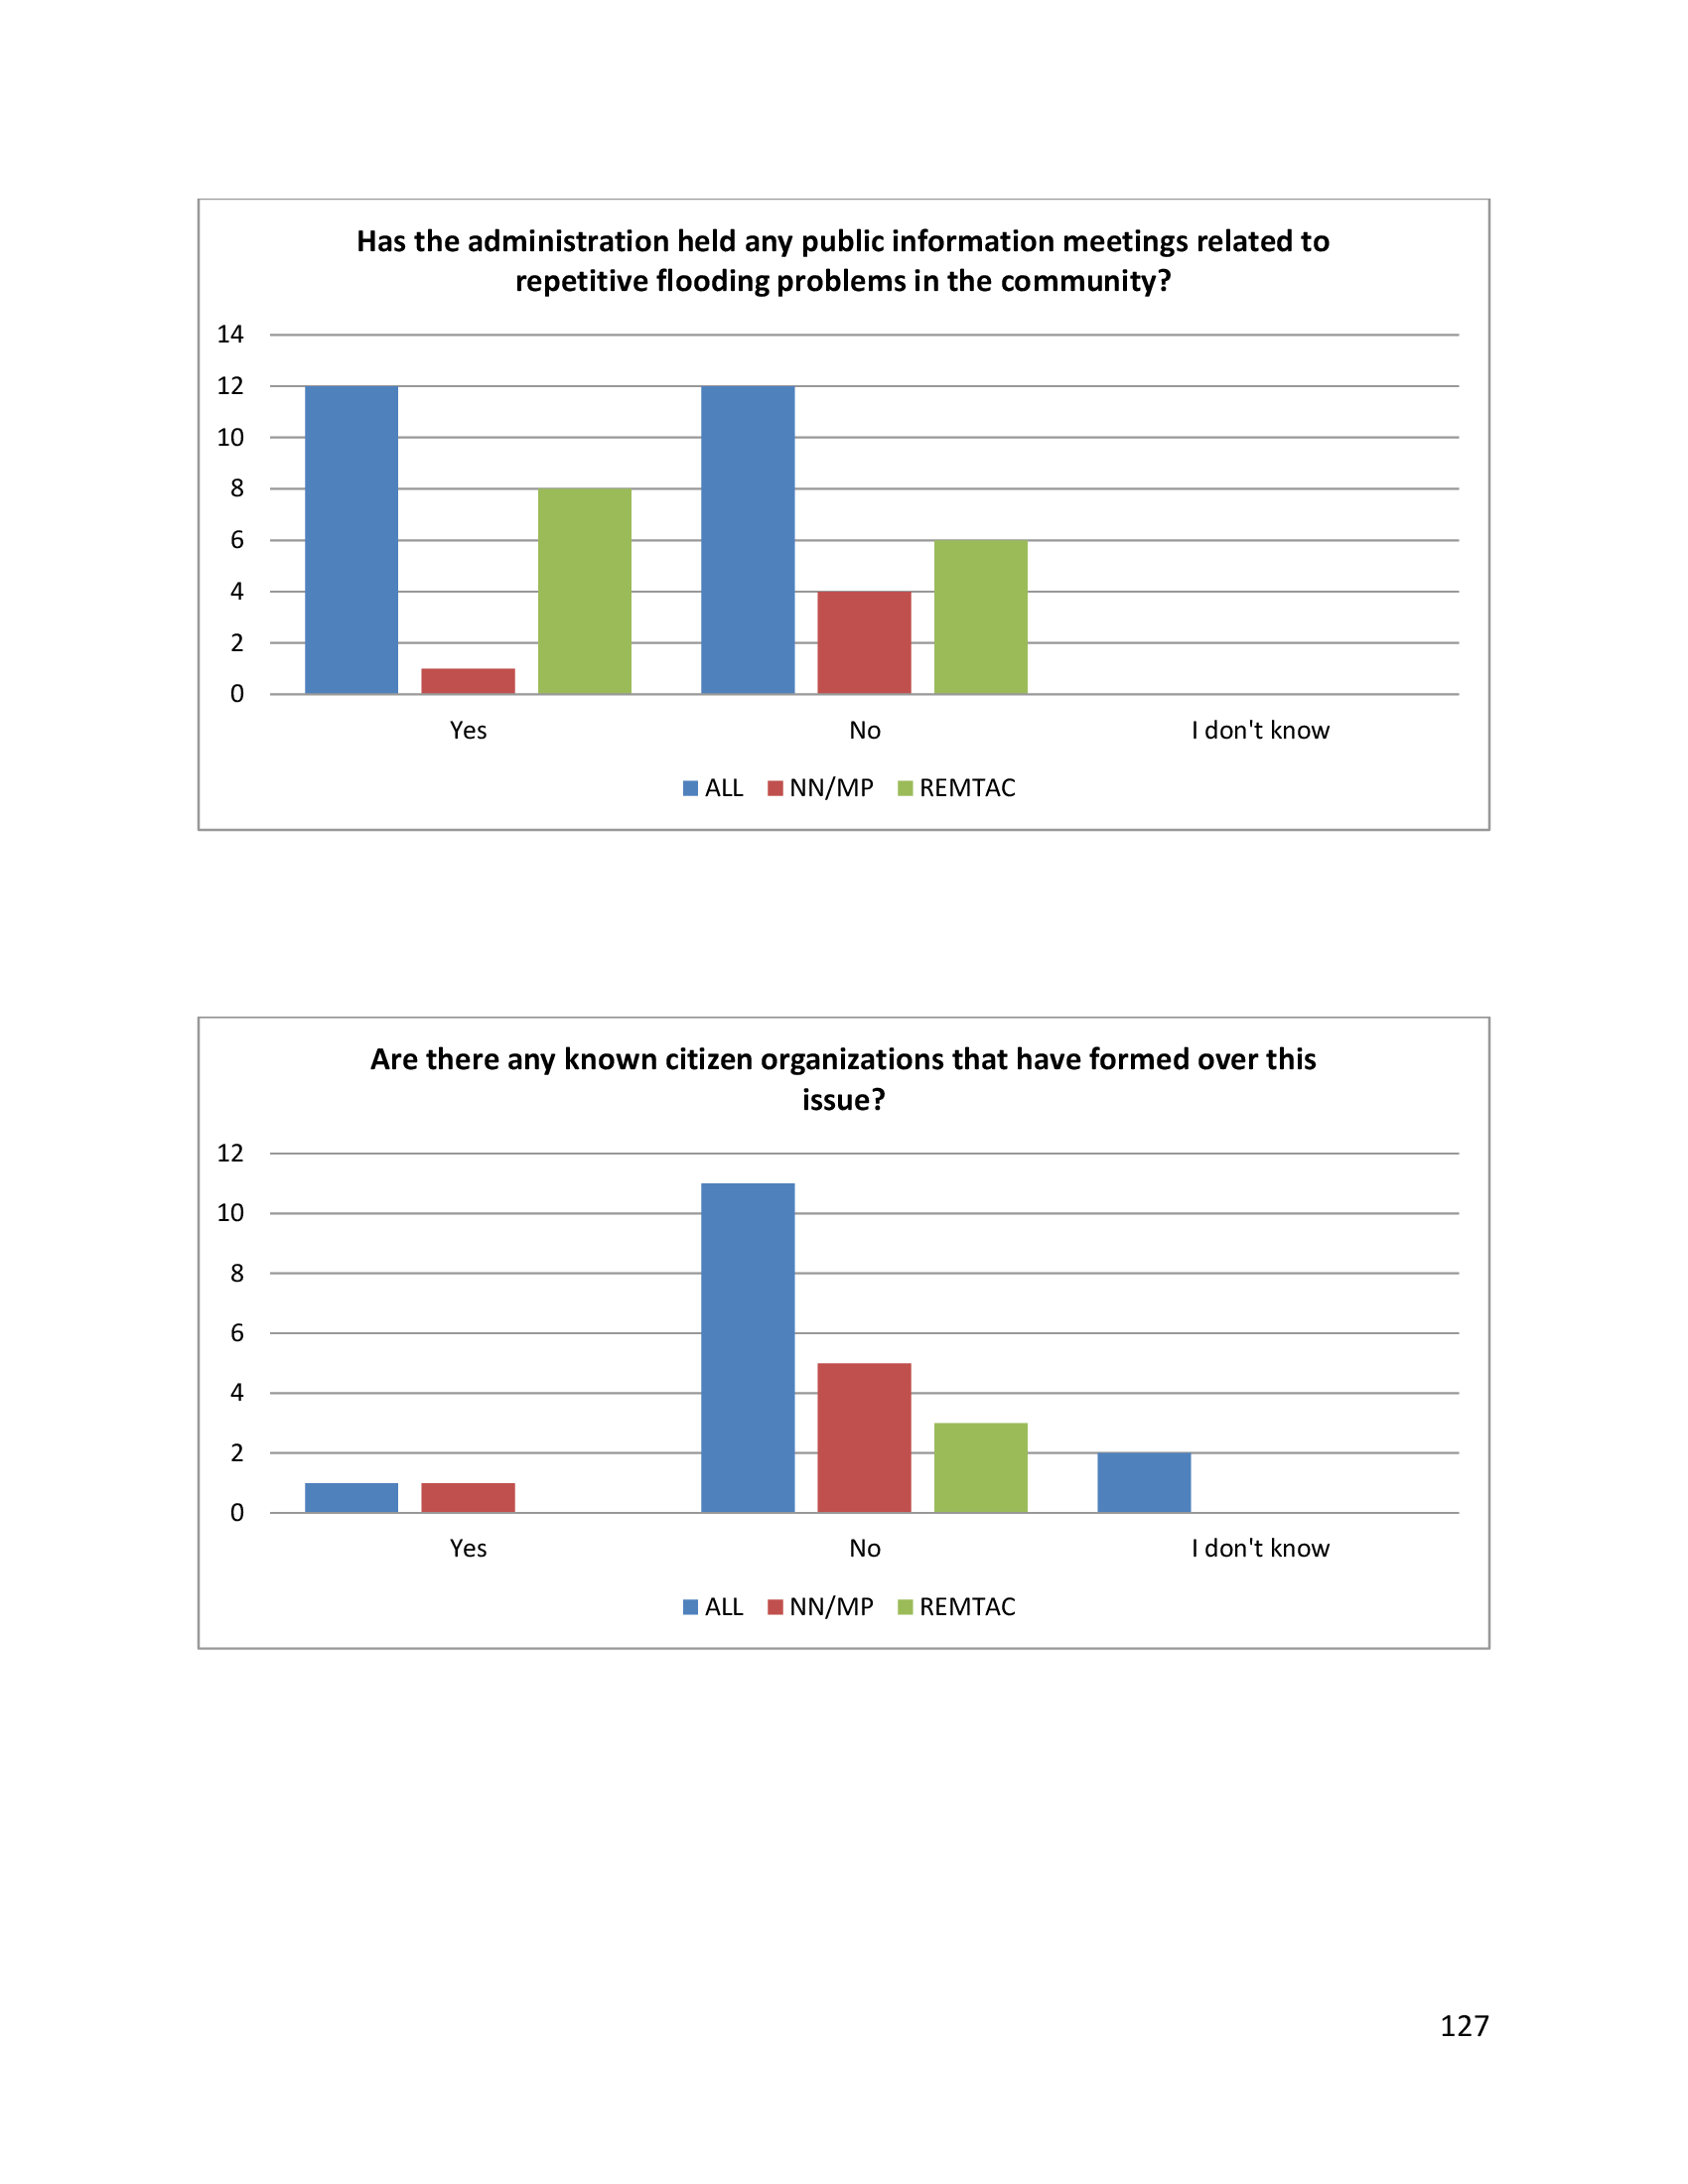 Has the administration held any public information meetings related to
repetitive flooding problems in the community?
14
12
10
8
6
4
2
0
Yes No I don't know
ALL NN/MP REMTAC
Are there any known citizen organizations that have formed over this
issue?
12
10
8
6
4
2
0
Yes No I don't know
ALL NN/MP REMTAC
127